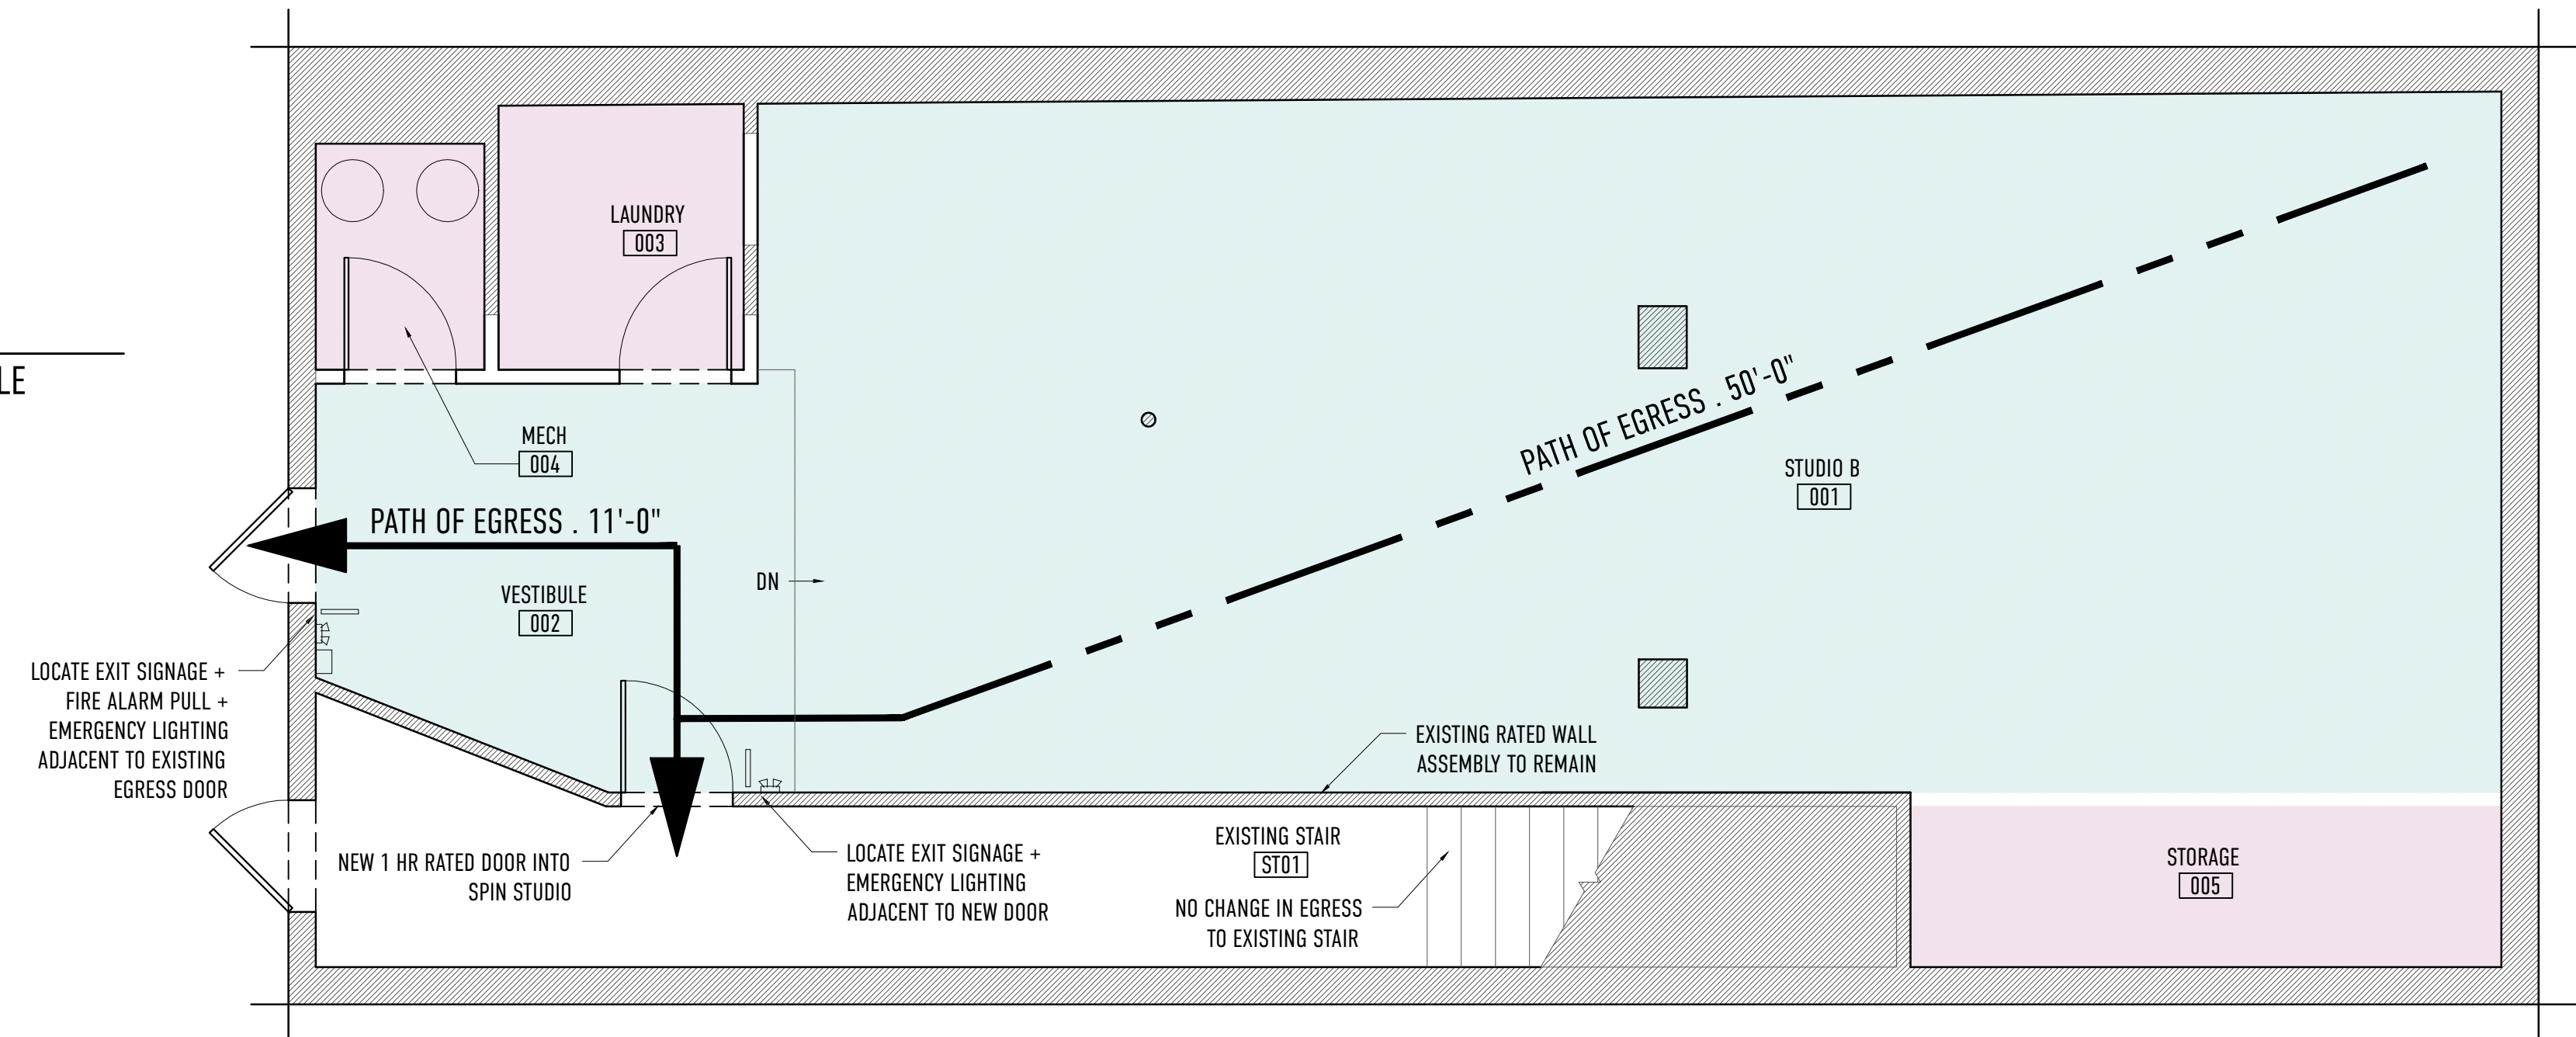 LE
LAUNDRY
003
MECH
004
PATH OF EGRESS . 11'-0"
PATH OF EGRESS . 50'-0"
STUDIO B
001
VESTIBULE
002
DN
LOCATE EXIT SIGNAGE +
FIRE ALARM PULL +
EMERGENCY LIGHTING
ADJACENT TO EXISTING
EGRESS DOOR
EXISTING RATED WALL
ASSEMBLY TO REMAIN
NEW 1 HR RATED DOOR INTO
SPIN STUDIO
LOCATE EXIT SIGNAGE +
EMERGENCY LIGHTING
ADJACENT TO NEW DOOR
EXISTING STAIR
ST01
NO CHANGE IN EGRESS
TO EXISTING STAIR
STORAGE
005